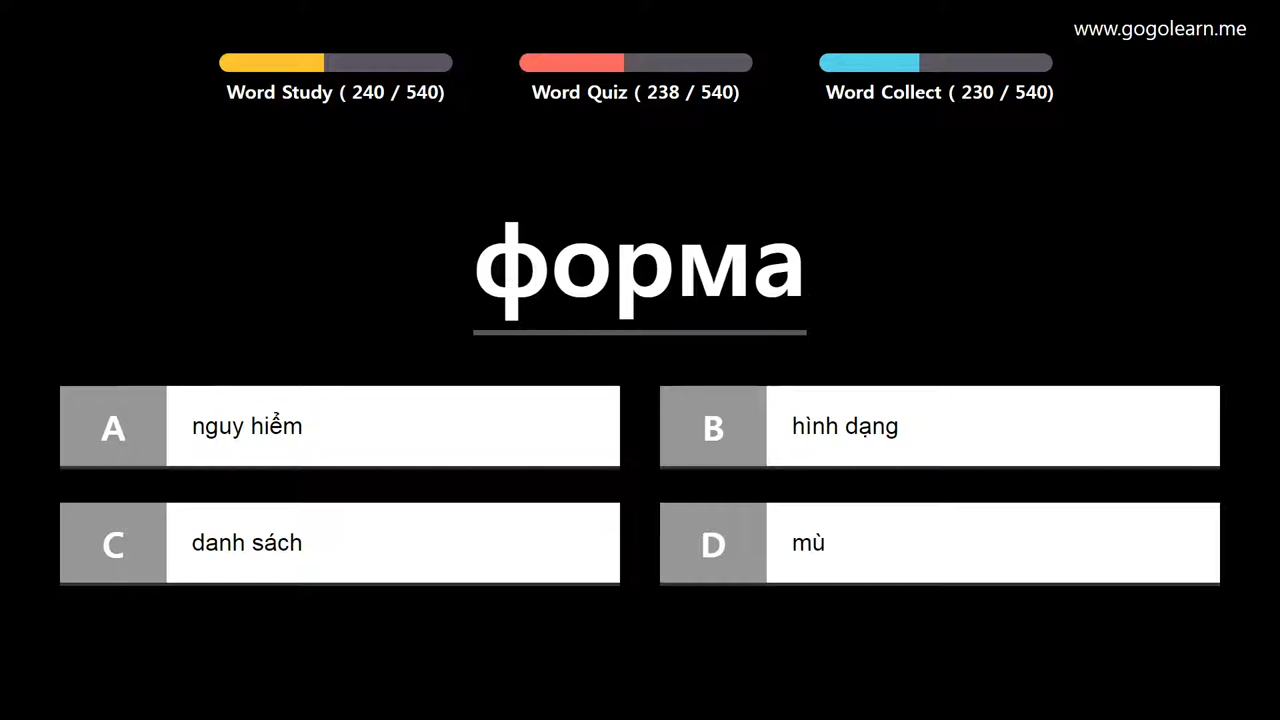 www.gogolearn.me
Word Study ( 240 / 540)
Word Quiz ( 238 / 540)
Word Collect ( 230 / 540)
форма
A nguy hiểm
B hình dạng
C danh sách
D mù